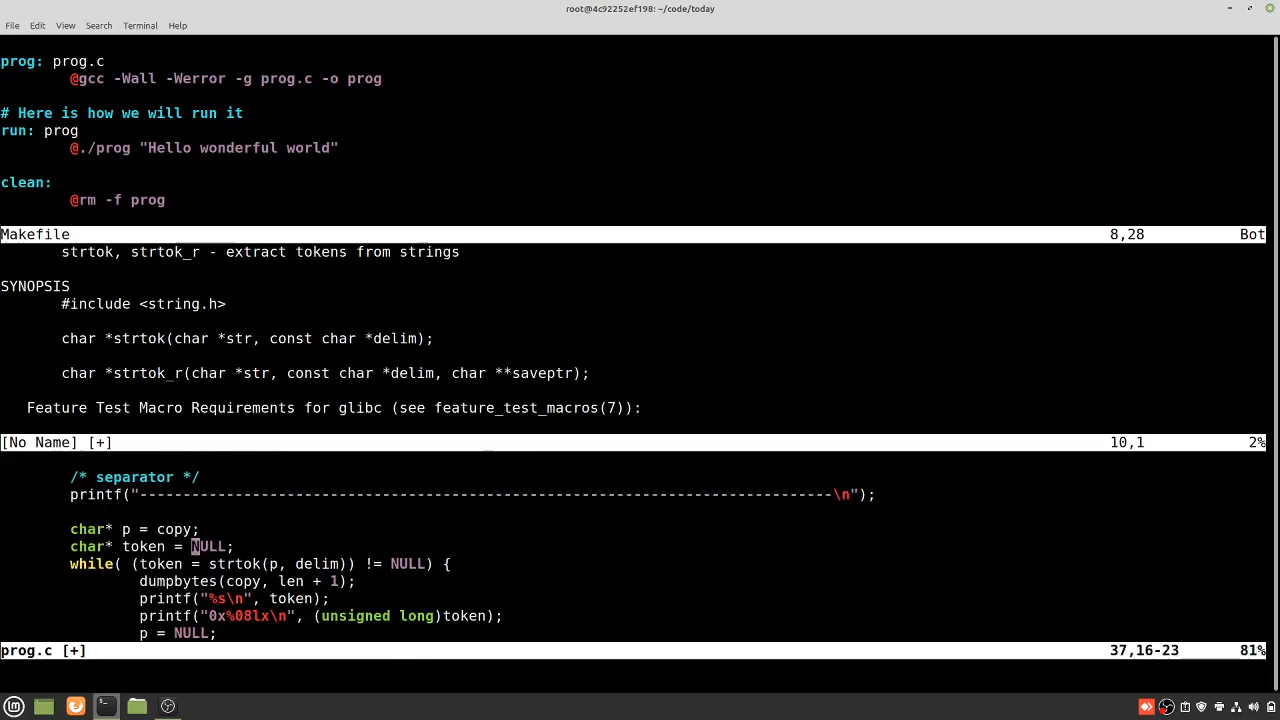 root@4c92252ef198: ~/code/today
File Edit View Search Terminal Help
prog: prog.c
@gcc -Wall -Werror -g prog.c -o prog
# Here is how we will run it
run: prog
@./prog "Hello wonderful world"
clean:
@rm -f prog
Makefile 8,28 Bot
strtok, strtok_r - extract tokens from strings
SYNOPSIS
#include <string.h>
char *strtok(char *str, const char *delim);
char *strtok_r(char *str, const char *delim, char **saveptr);
Feature Test Macro Requirements for glibc (see feature_test_macros(7)):
[No Name] [+] 10,1 2%
/* separator */
printf("--------------------------------------------------------------------------------\n");
char* p = copy;
char* token = NULL;
while( (token = strtok(p, delim)) != NULL) {
dumpbytes(copy, len + 1);
printf("%s\n", token);
printf("0x%08lx\n", (unsigned long)token);
p = NULL;
prog.c [+] 37,16-23 81%